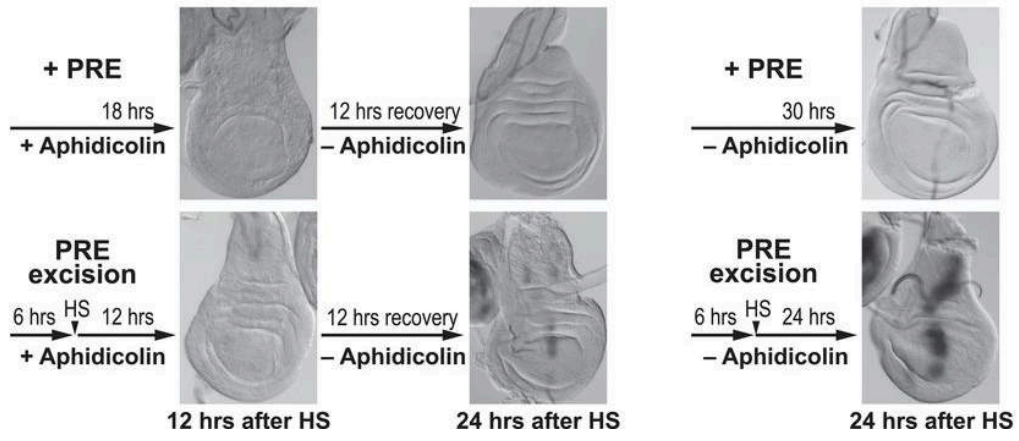 + PRE
18 hrs
+ Aphidicolin
12 hrs recovery
– Aphidicolin
+ PRE
30 hrs
– Aphidicolin
PRE
excision
6 hrs HS 12 hrs
+ Aphidicolin
12 hrs recovery
– Aphidicolin
PRE
excision
6 hrs HS 24 hrs
– Aphidicolin
12 hrs after HS
24 hrs after HS
24 hrs after HS